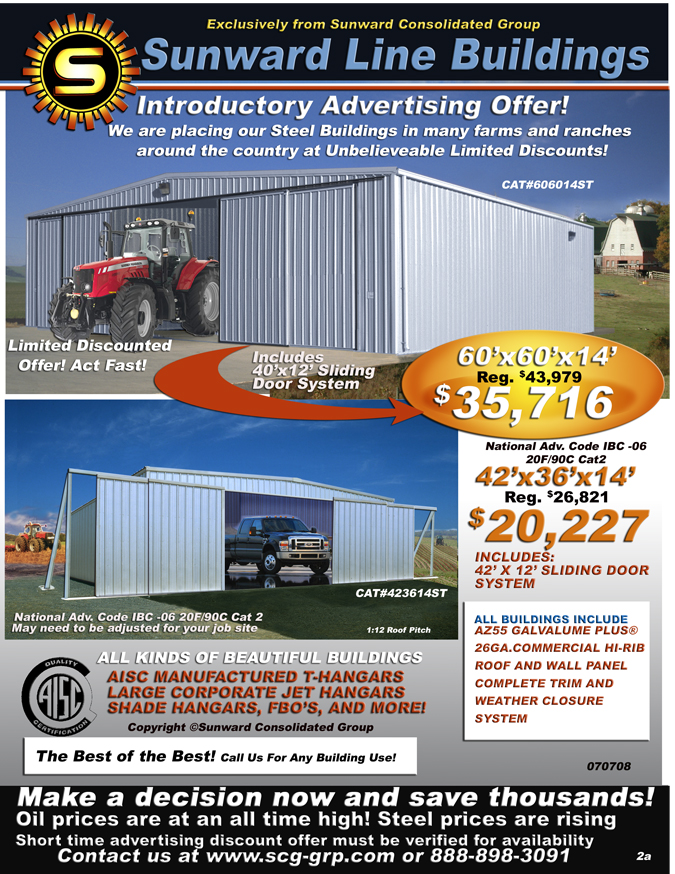 Exclusively from Sunward Consolidated Group
S
Sunward Line Buildings
Introductory Advertising Offer!
We are placing our Steel Buildings in many farms and ranches
around the country at Unbelieveable Limited Discounts!
CAT#606014ST
Limited Discounted
Offer! Act Fast!
Includes
40'x12' Sliding
Door System
60'x60'x14'
Reg. $43,979
$35,716
National Adv. Code IBC -06
20F/90C Cat2
42'x36'x14'
Reg. $26,821
$20,227
INCLUDES:
42' X 12' SLIDING DOOR
SYSTEM
CAT#423614ST
National Adv. Code IBC -06 20F/90C Cat 2
May need to be adjusted for your job site
1:12 Roof Pitch
ALL BUILDINGS INCLUDE
AZ55 GALVALUME PLUS®
26GA.COMMERCIAL HI-RIB
ROOF AND WALL PANEL
COMPLETE TRIM AND
WEATHER CLOSURE
SYSTEM
QUALITY
AISC
CERTIFICATION
ALL KINDS OF BEAUTIFUL BUILDINGS
AISC MANUFACTURED T-HANGARS
LARGE CORPORATE JET HANGARS
SHADE HANGARS, FBO'S, AND MORE!
Copyright ©Sunward Consolidated Group
The Best of the Best! Call Us For Any Building Use!
070708
Make a decision now and save thousands!
Oil prices are at an all time high! Steel prices are rising
Short time advertising discount offer must be verified for availability
Contact us at www.scg-grp.com or 888-898-3091
2a